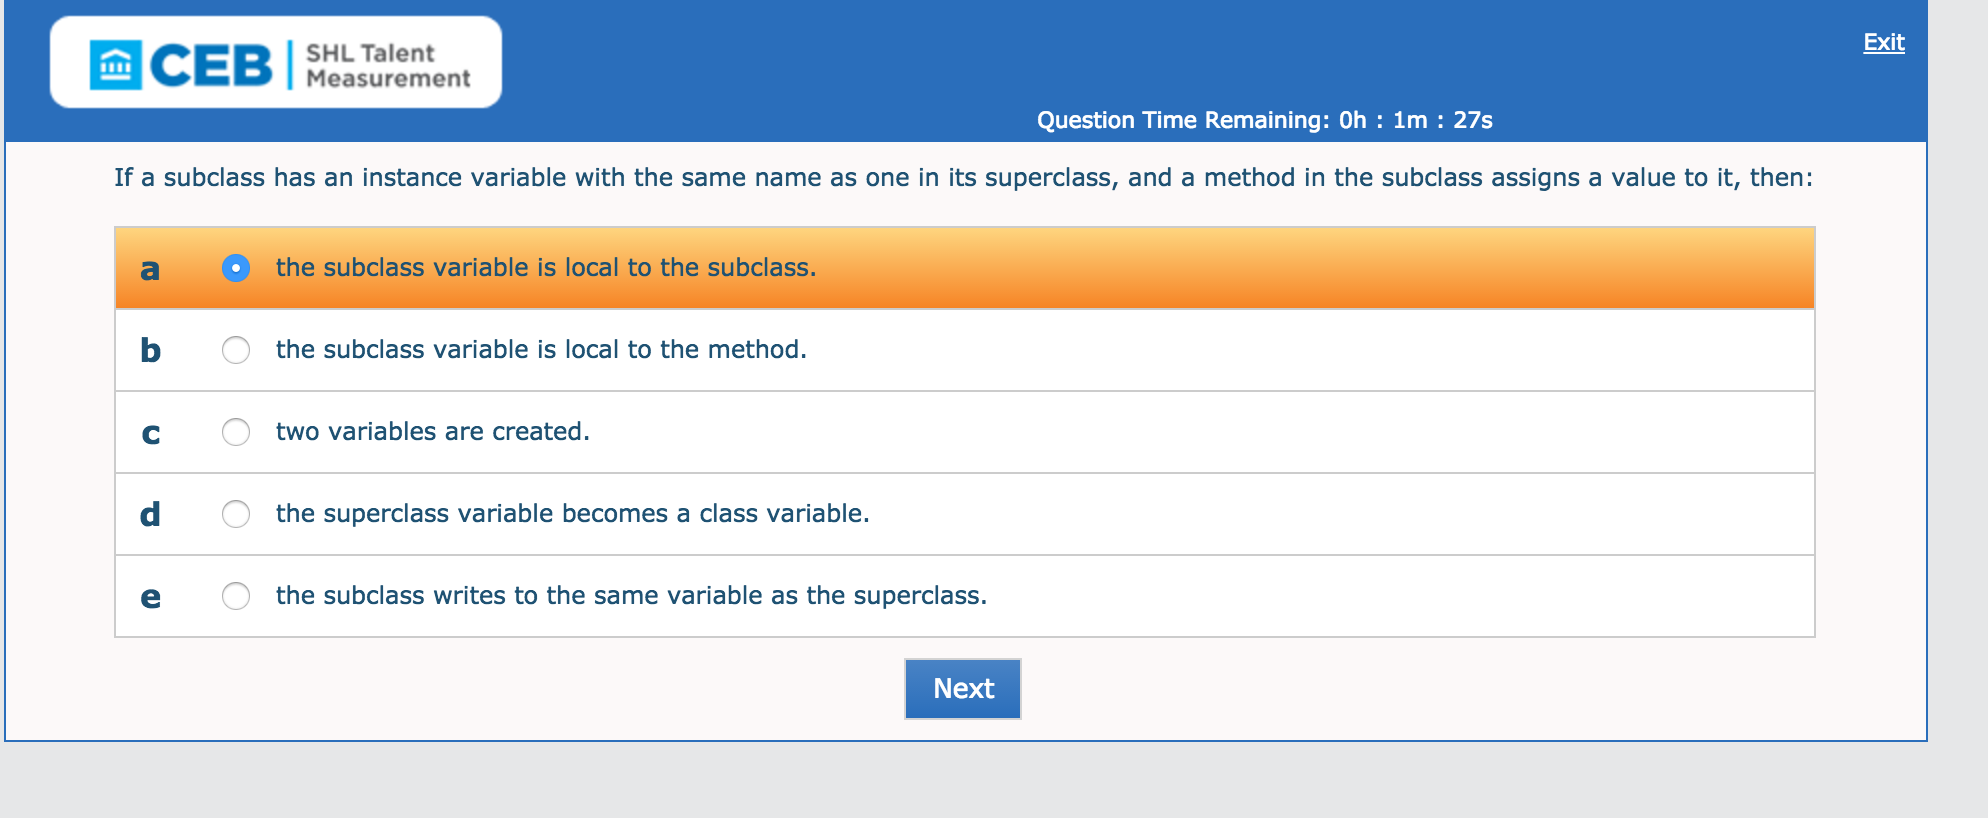 CEB
SHL Talent
Measurement
Exit
Question Time Remaining: 0h : 1m : 27s
If a subclass has an instance variable with the same name as one in its superclass, and a method in the subclass assigns a value to it, then:
a the subclass variable is local to the subclass.
b the subclass variable is local to the method.
c two variables are created.
d the superclass variable becomes a class variable.
e the subclass writes to the same variable as the superclass.
Next